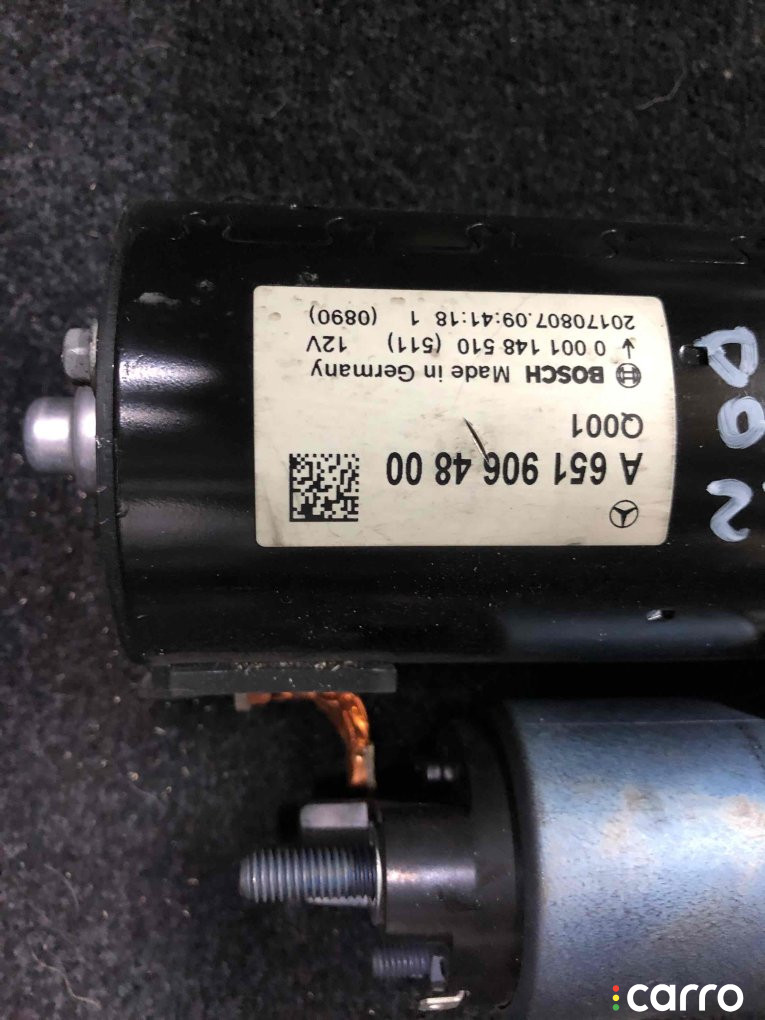 A 651 906 48 00
Q001
BOSCH Made in Germany
0 001 148 510 (511) 12V
20170807.09:41:18 1 (0890)
carro